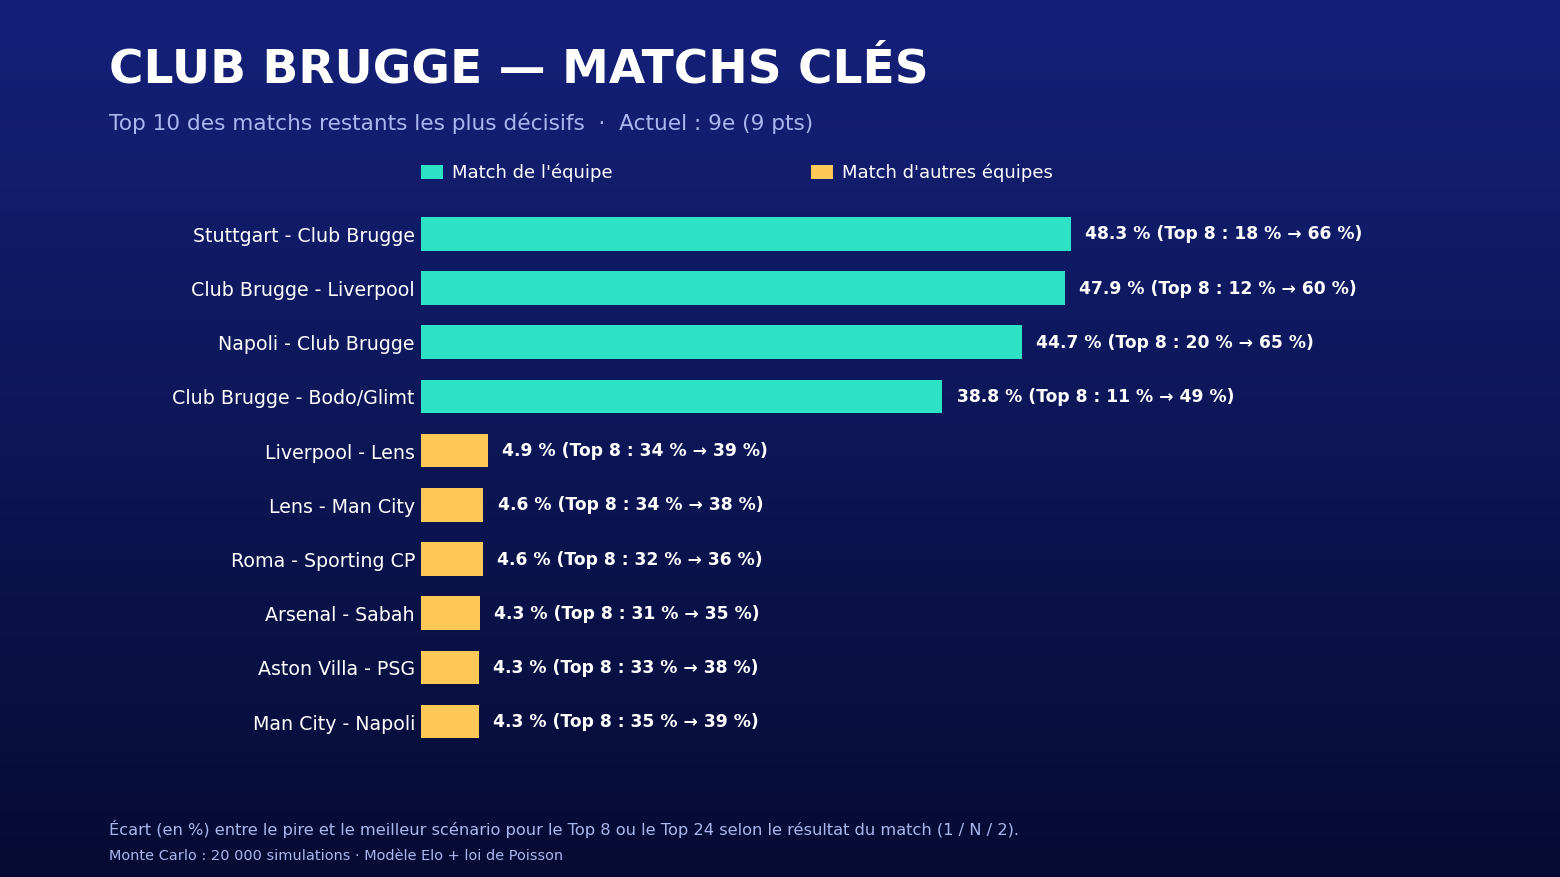 CLUB BRUGGE — MATCHS CLÉS
Top 10 des matchs restants les plus décisifs · Actuel : 9e (9 pts)
Match de l'équipe
Match d'autres équipes
Stuttgart - Club Brugge 48.3 % (Top 8 : 18 % → 66 %)
Club Brugge - Liverpool 47.9 % (Top 8 : 12 % → 60 %)
Napoli - Club Brugge 44.7 % (Top 8 : 20 % → 65 %)
Club Brugge - Bodo/Glimt 38.8 % (Top 8 : 11 % → 49 %)
Liverpool - Lens 4.9 % (Top 8 : 34 % → 39 %)
Lens - Man City 4.6 % (Top 8 : 34 % → 38 %)
Roma - Sporting CP 4.6 % (Top 8 : 32 % → 36 %)
Arsenal - Sabah 4.3 % (Top 8 : 31 % → 35 %)
Aston Villa - PSG 4.3 % (Top 8 : 33 % → 38 %)
Man City - Napoli 4.3 % (Top 8 : 35 % → 39 %)
Écart (en %) entre le pire et le meilleur scénario pour le Top 8 ou le Top 24 selon le résultat du match (1 / N / 2).
Monte Carlo : 20 000 simulations · Modèle Elo + loi de Poisson